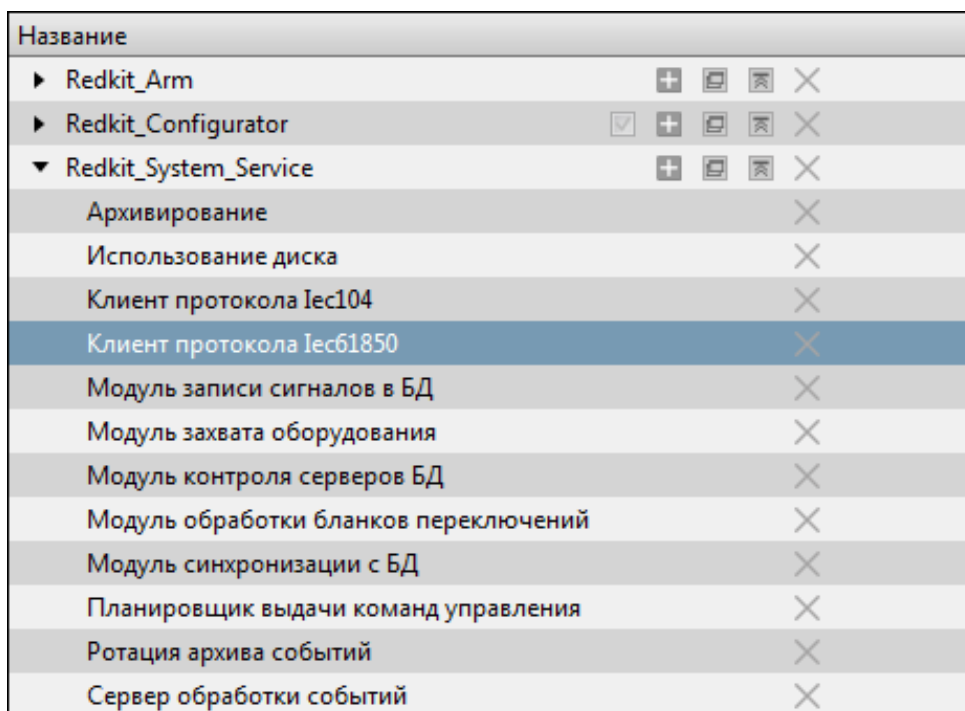 Название
Redkit_Arm
Redkit_Configurator
Redkit_System_Service
Архивирование
Использование диска
Клиент протокола Iec104
Клиент протокола Iec61850
Модуль записи сигналов в БД
Модуль захвата оборудования
Модуль контроля серверов БД
Модуль обработки бланков переключений
Модуль синхронизации с БД
Планировщик выдачи команд управления
Ротация архива событий
Сервер обработки событий